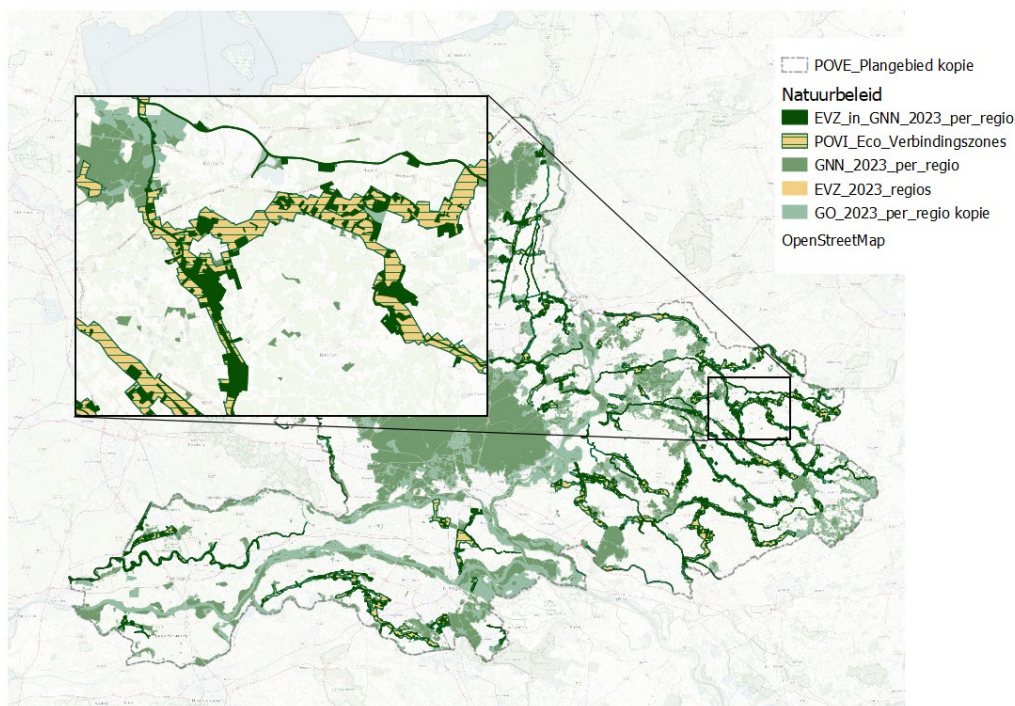 POVE_Plangebied kopie
Natuurbeleid
EVZ_in_GNN_2023_per_regio
POVI_Eco_Verbindingszones
GNN_2023_per_regio
EVZ_2023_regios
GO_2023_per_regio kopie
OpenStreetMap